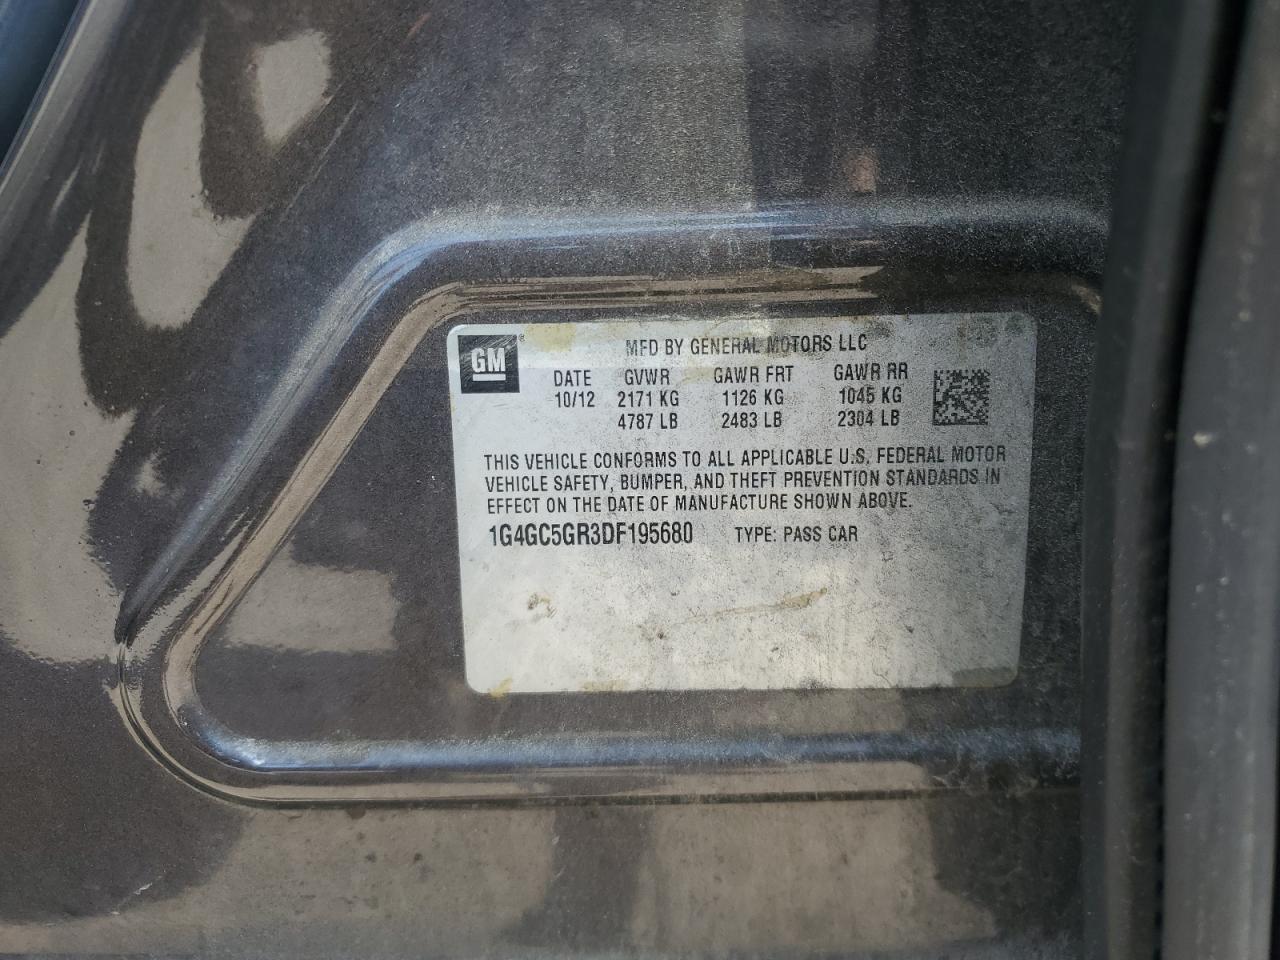 GM®
MFD BY GENERAL MOTORS LLC
DATE GVWR GAWR FRT GAWR RR
10/12 2171 KG 1126 KG 1045 KG
4787 LB 2483 LB 2304 LB
THIS VEHICLE CONFORMS TO ALL APPLICABLE U.S. FEDERAL MOTOR
VEHICLE SAFETY, BUMPER, AND THEFT PREVENTION STANDARDS IN
EFFECT ON THE DATE OF MANUFACTURE SHOWN ABOVE.
1G4GC5GR3DF195680 TYPE: PASS CAR